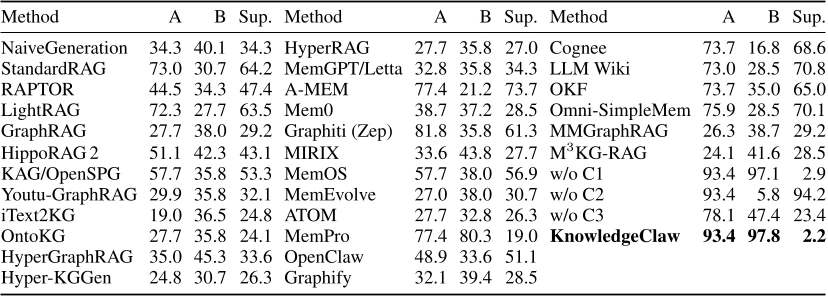 Method A B Sup. Method A B Sup. Method A B Sup.
NaiveGeneration 34.3 40.1 34.3 HyperRAG 27.7 35.8 27.0 Cognee 73.7 16.8 68.6
StandardRAG 73.0 30.7 64.2 MemGPT/Letta 32.8 35.8 34.3 LLM Wiki 73.0 28.5 70.8
RAPTOR 44.5 34.3 47.4 A-MEM 77.4 21.2 73.7 OKF 73.7 35.0 65.0
LightRAG 72.3 27.7 63.5 Mem0 38.7 37.2 28.5 Omni-SimpleMem 75.9 28.5 70.1
GraphRAG 27.7 38.0 29.2 Graphiti (Zep) 81.8 35.8 61.3 MMGraphRAG 26.3 38.7 29.2
HippoRAG 2 51.1 42.3 43.1 MIRIX 33.6 43.8 27.7 M³KG-RAG 24.1 41.6 28.5
KAG/OpenSPG 57.7 35.8 53.3 MemOS 57.7 38.0 56.9 w/o C1 93.4 97.1 2.9
Youtu-GraphRAG 29.9 35.8 32.1 MemEvolve 27.0 38.0 30.7 w/o C2 93.4 5.8 94.2
iText2KG 19.0 36.5 24.8 ATOM 27.7 32.8 26.3 w/o C3 78.1 47.4 23.4
OntoKG 27.7 35.8 24.1 MemPro 77.4 80.3 19.0 KnowledgeClaw 93.4 97.8 2.2
HyperGraphRAG 35.0 45.3 33.6 OpenClaw 48.9 33.6 51.1
Hyper-KGGen 24.8 30.7 26.3 Graphify 32.1 39.4 28.5